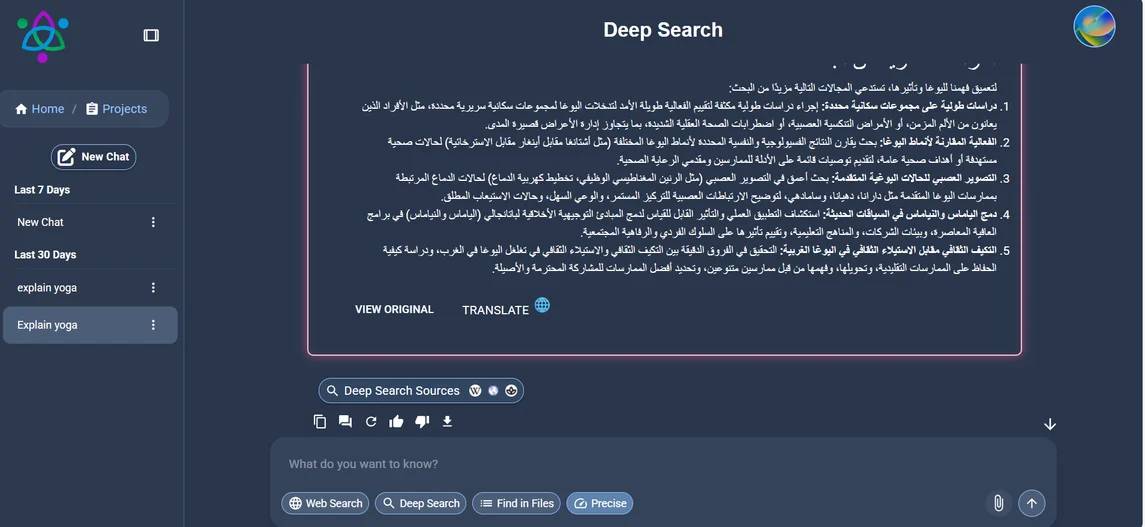 Deep Search
Home / Projects
New Chat
Last 7 Days
New Chat
Last 30 Days
explain yoga
Explain yoga
لتعميق فهمنا لليوغا وتأثيرها، تستدعي المجالات التالية مزيدًا من البحث:
1. دراسات طولية على مجموعات سكانية محددة: إجراء دراسات طولية مكثفة لتقييم الفعالية طويلة الأمد لتدخلات اليوغا لمجموعات سكانية سريرية محددة، مثل الأفراد الذين
يعانون من الألم المزمن، أو الأمراض التنكسية العصبية، أو اضطرابات الصحة العقلية الشديدة، بما يتجاوز إدارة الأعراض قصيرة المدى.
2. الفعالية المقارنة لأنماط اليوغا: بحث يقارن النتائج الفسيولوجية والنفسية المحددة لأنماط اليوغا المختلفة (مثل أشتانغا مقابل أينغار مقابل الاسترخائية) لحالات صحية
مستهدفة أو أهداف صحية عامة، لتقديم توصيات قائمة على الأدلة للممارسين ومقدمي الرعاية الصحية.
3. التصوير العصبي للحالات اليوغية المتقدمة: بحث أعمق في التصوير العصبي (مثل الرنين المغناطيسي الوظيفي، تخطيط كهربية الدماغ) لحالات الدماغ المرتبطة
بممارسات اليوغا المتقدمة مثل دارانا، دهيانا، وسامادهي، لتوضيح الارتباطات العصبية للتركيز المستمر، والوعي السهل، وحالات الاستيعاب المطلق.
4. دمج الياماس والنياماس في السياقات الحديثة: استكشاف التطبيق العملي والتأثير القابل للقياس لدمج المبادئ التوجيهية الأخلاقية لباتانجالي (الياماس والنياماس) في برامج
العافية المعاصرة، وبيئات الشركات، والمناهج التعليمية، وتقييم تأثيرها على السلوك الفردي والرفاهية المجتمعية.
5. التكيف الثقافي مقابل الاستيلاء الثقافي في اليوغا الغربية: التحقيق في الفروق الدقيقة بين التكيف الثقافي والاستيلاء الثقافي في تغلغل اليوغا في الغرب، ودراسة كيفية
الحفاظ على الممارسات التقليدية، وتحويلها، وفهمها من قبل ممارسين متنوعين، وتحديد أفضل الممارسات للمشاركة المحترمة والأصيلة.
VIEW ORIGINAL TRANSLATE
Deep Search Sources
What do you want to know?
Web Search Deep Search Find in Files Precise